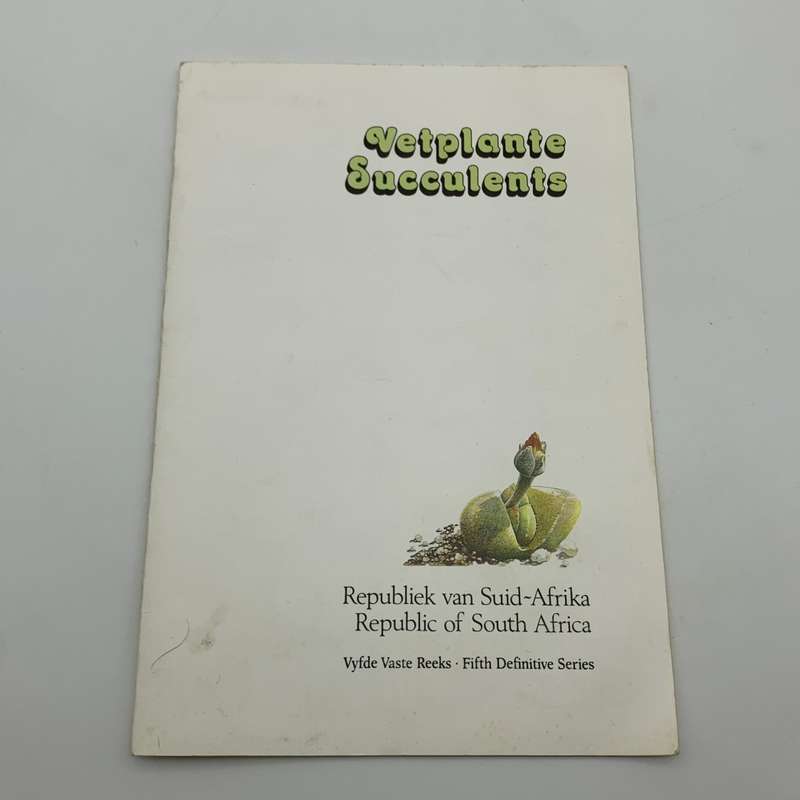 Vetplante
Succulents
Republiek van Suid-Afrika
Republic of South Africa
Vyfde Vaste Reeks · Fifth Definitive Series